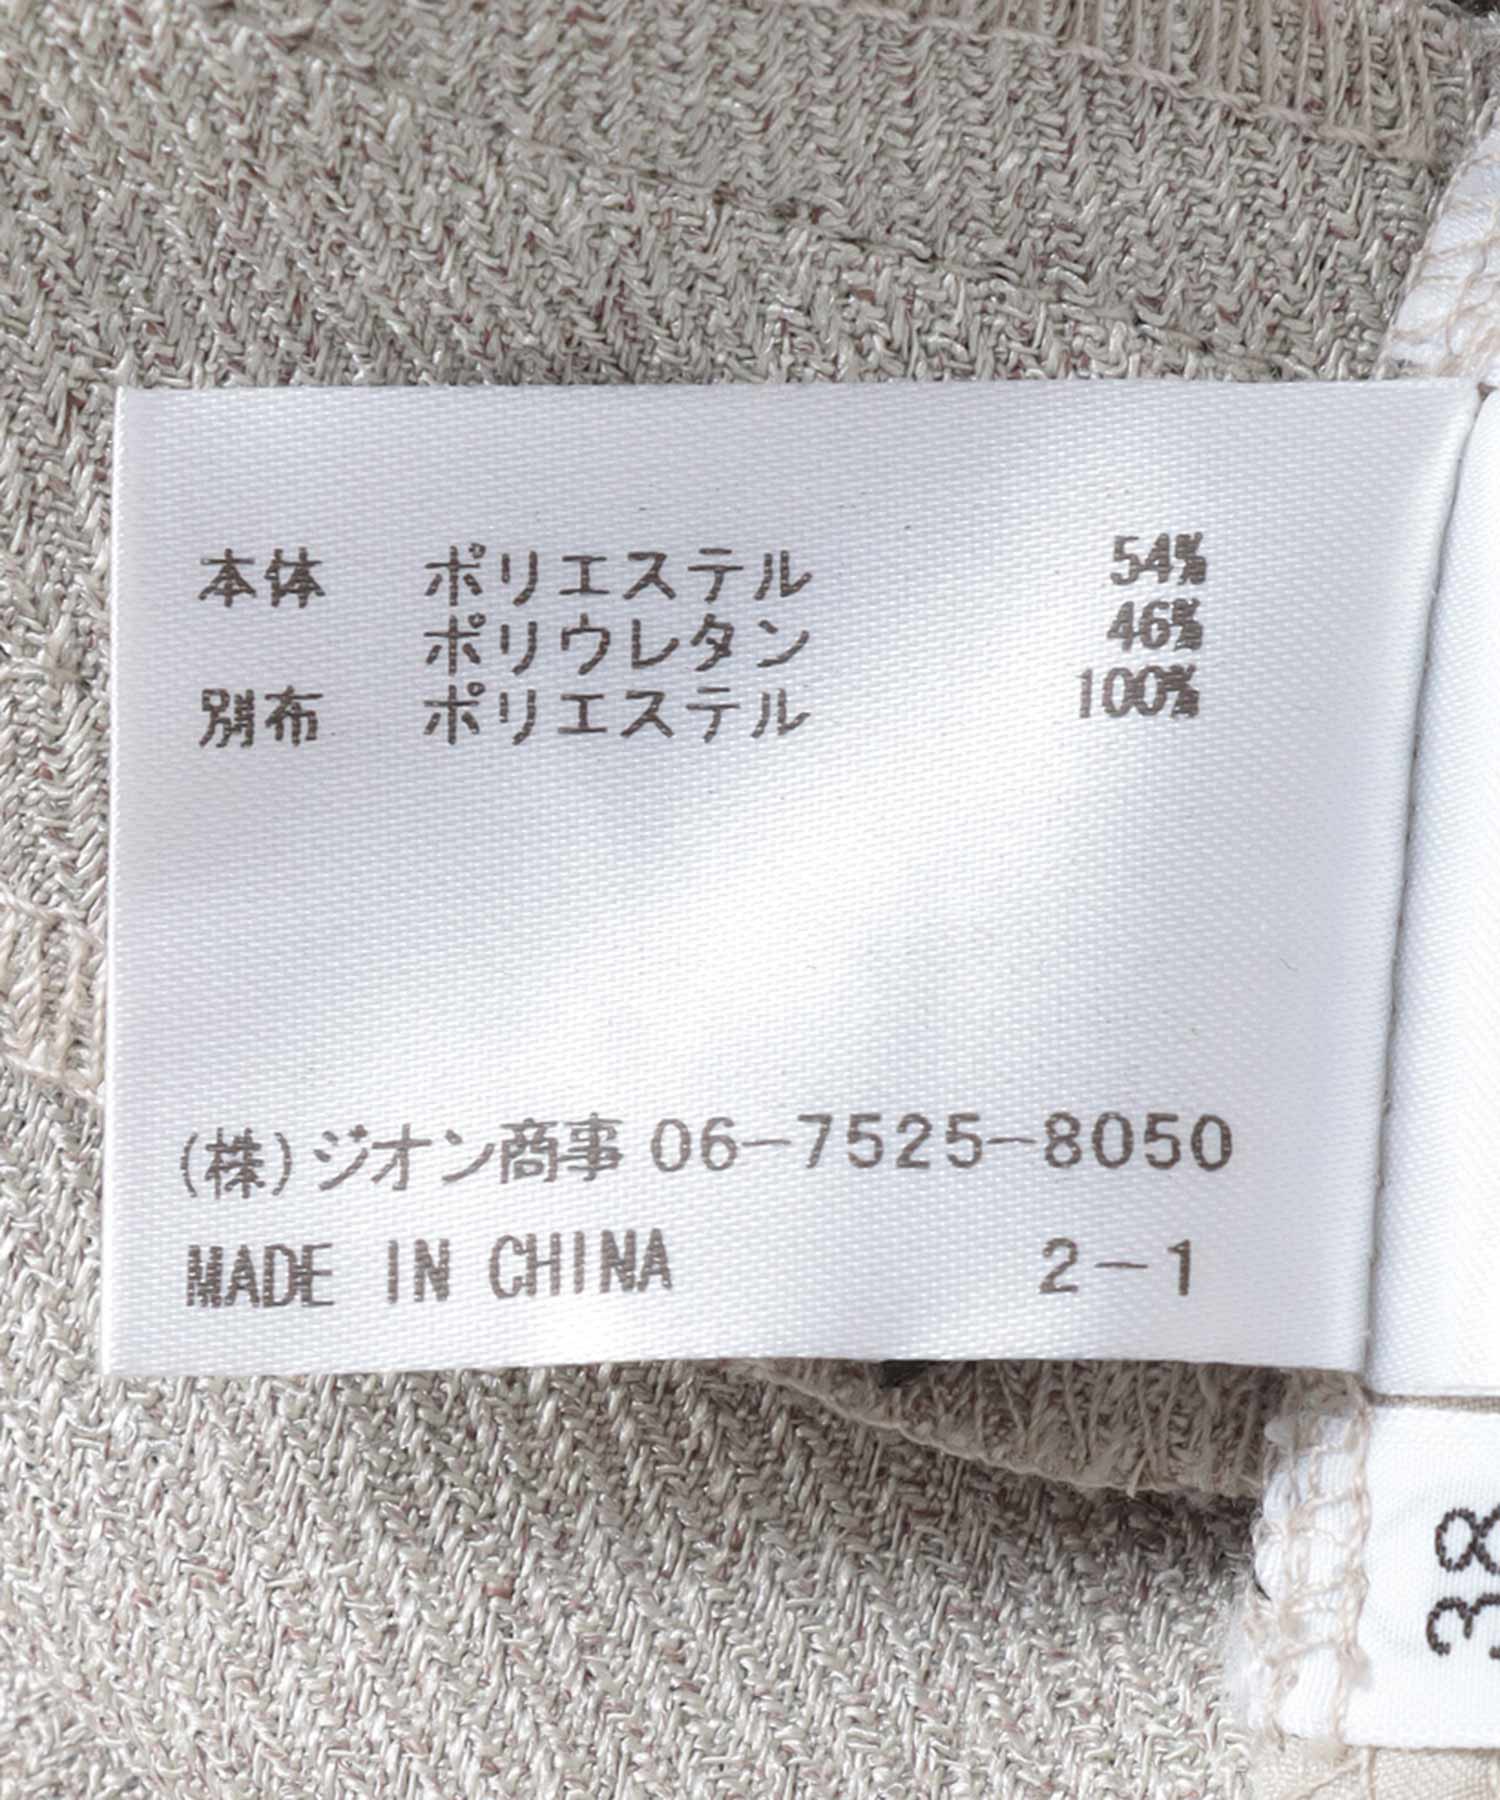 本体 ポリエステル 54%
ポリウレタン 46%
別布 ポリエステル 100%
(株)ジオン商事 06-7525-8050
MADE IN CHINA 2-1
38